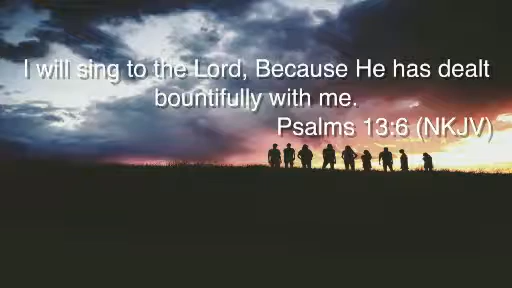 I will sing to the Lord, Because He has dealt
bountifully with me.
Psalms 13:6 (NKJV)